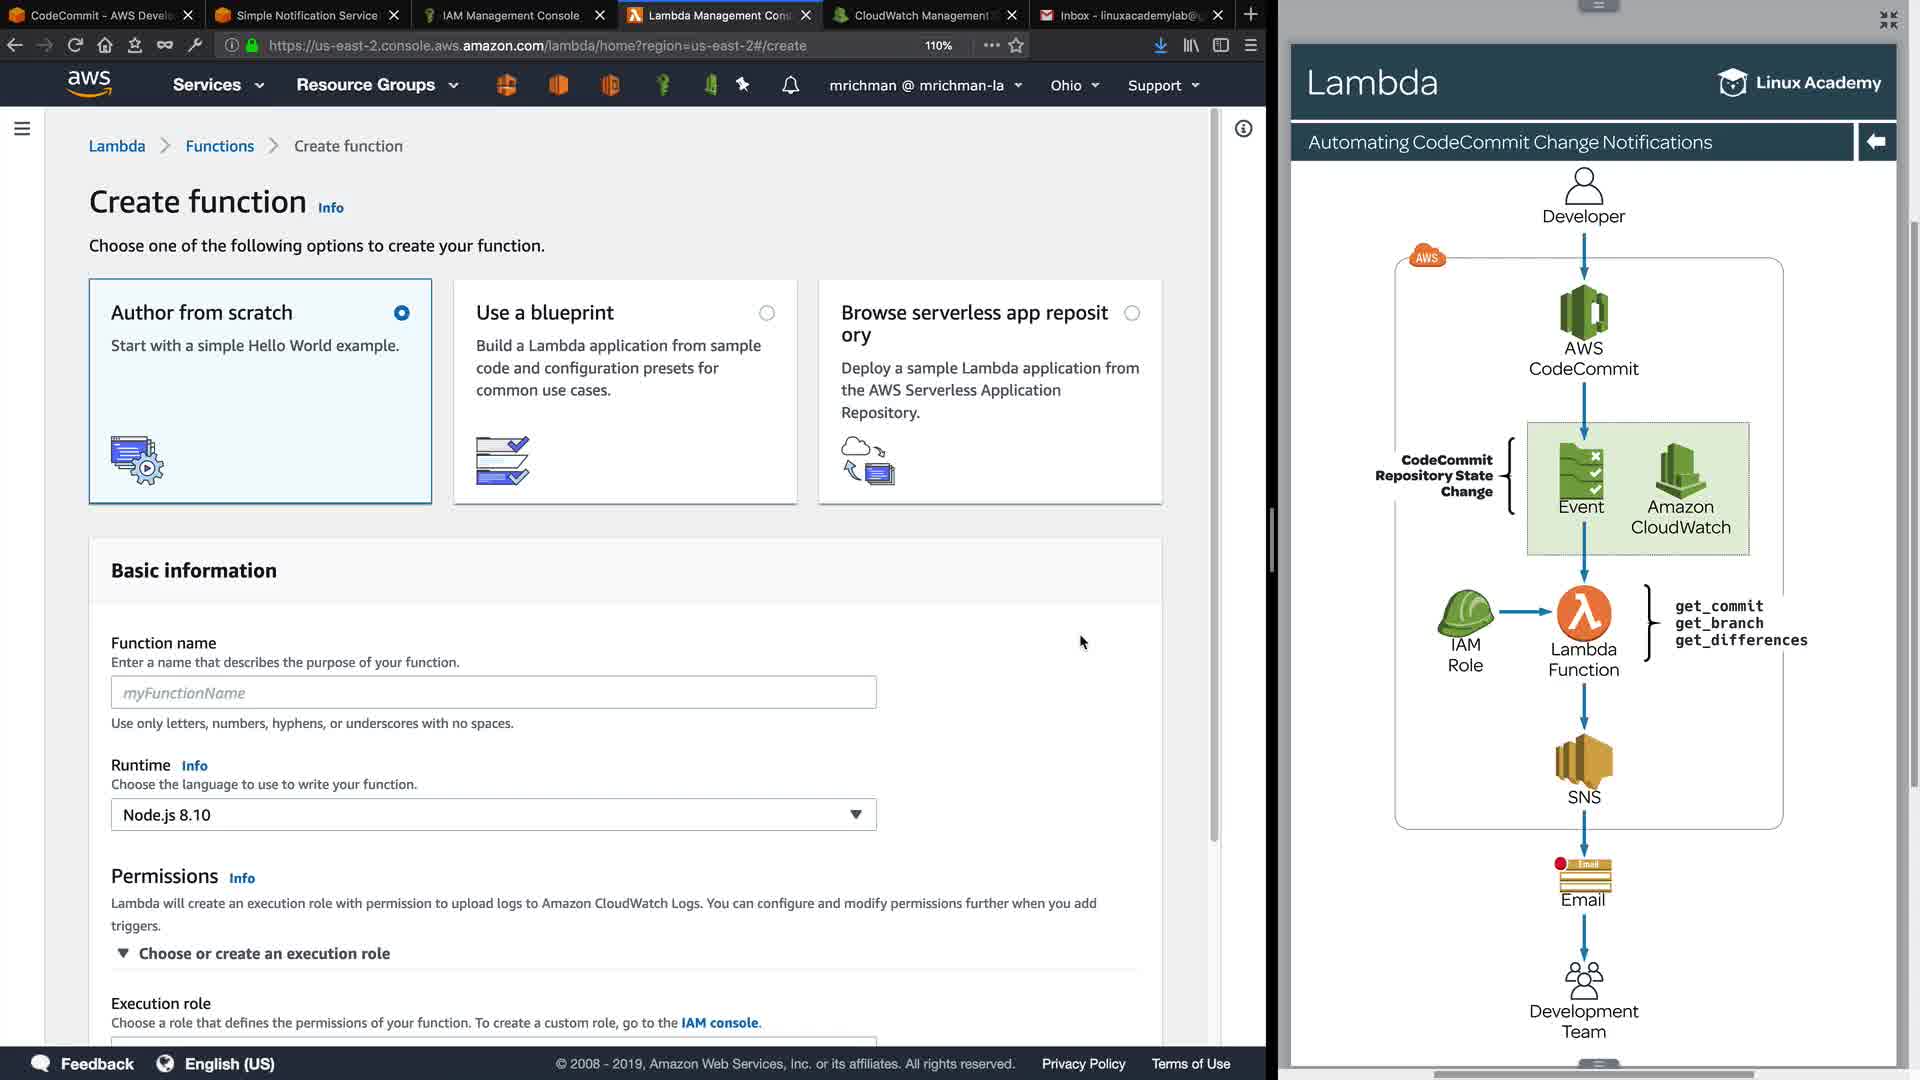 CodeCommit - AWS Develo
Simple Notification Service
IAM Management Console
Lambda Management Cons
CloudWatch Management
Inbox - linuxacademylab@g
https://us-east-2.console.aws.amazon.com/lambda/home?region=us-east-2#/create
110%
aws
Services
Resource Groups
mrichman @ mrichman-la
Ohio
Support
Lambda
Functions
Create function
Create function Info
Choose one of the following options to create your function.
Author from scratch
Start with a simple Hello World example.
Use a blueprint
Build a Lambda application from sample
code and configuration presets for
common use cases.
Browse serverless app reposit
ory
Deploy a sample Lambda application from
the AWS Serverless Application
Repository.
Basic information
Function name
Enter a name that describes the purpose of your function.
myFunctionName
Use only letters, numbers, hyphens, or underscores with no spaces.
Runtime Info
Choose the language to use to write your function.
Node.js 8.10
Permissions Info
Lambda will create an execution role with permission to upload logs to Amazon CloudWatch Logs. You can configure and modify permissions further when you add
triggers.
Choose or create an execution role
Execution role
Choose a role that defines the permissions of your function. To create a custom role, go to the IAM console.
Feedback
English (US)
© 2008 - 2019, Amazon Web Services, Inc. or its affiliates. All rights reserved.
Privacy Policy
Terms of Use
Lambda
Linux Academy
Automating CodeCommit Change Notifications
Developer
AWS
AWS
CodeCommit
CodeCommit
Repository State
Change
Event
Amazon
CloudWatch
IAM
Role
Lambda
Function
get_commit
get_branch
get_differences
SNS
Email
Email
Development
Team